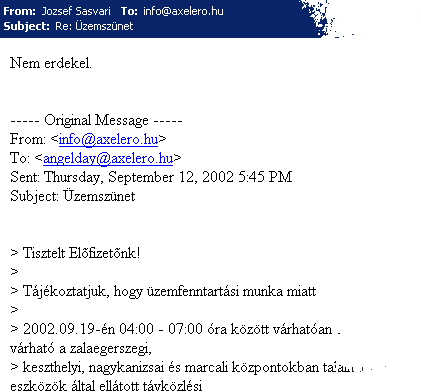 From: Jozsef Sasvari To: info@axelero.hu
Subject: Re: Üzemszünet
Nem erdekel.
----- Original Message -----
From: <info@axelero.hu>
To: <angelday@axelero.hu>
Sent: Thursday, September 12, 2002 5:45 PM
Subject: Üzemszünet
> Tisztelt Előfizetőnk!
>
> Tájékoztatjuk, hogy üzemfenntartási munka miatt
>
> 2002.09.19-én 04:00 - 07:00 óra között várhatóan
várható a zalaegerszegi,
> keszthelyi, nagykanizsai és marcali központokban
eszközök által ellátott távközlési